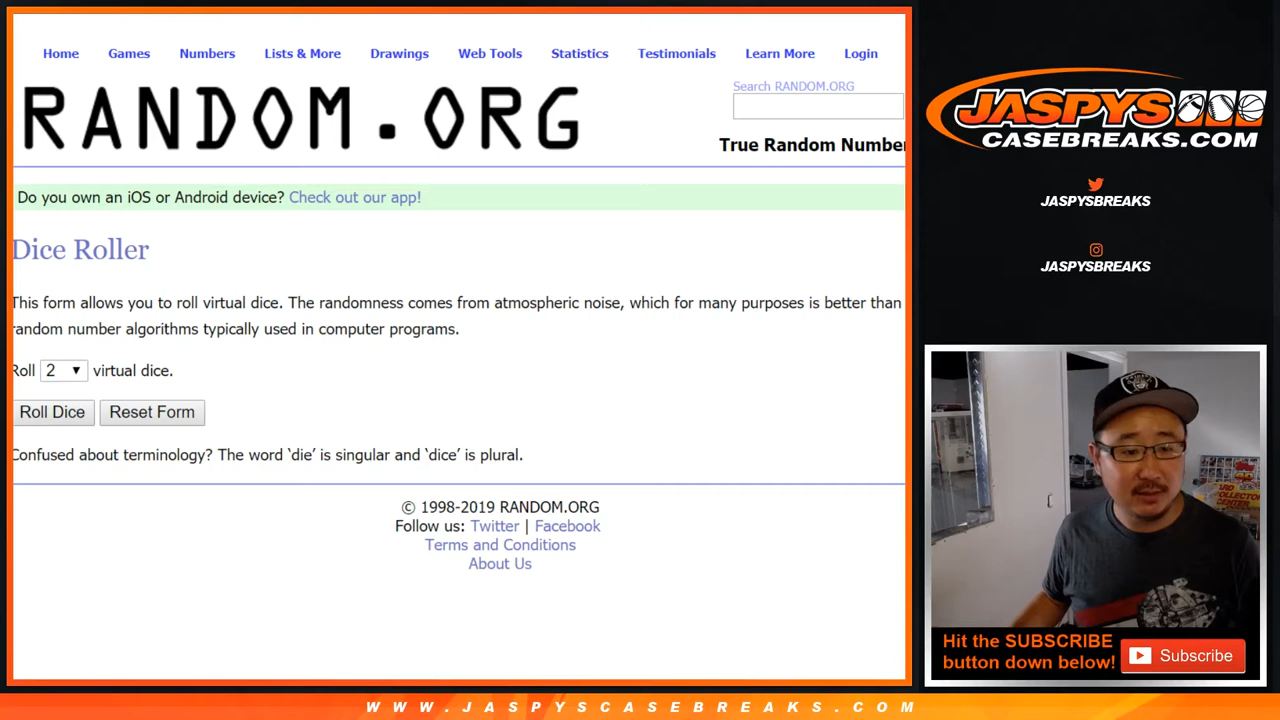 Home Games Numbers Lists & More Drawings Web Tools Statistics Testimonials Learn More Login
RANDOM.ORG
Search RANDOM.ORG
True Random Number
Do you own an iOS or Android device? Check out our app!
Dice Roller
This form allows you to roll virtual dice. The randomness comes from atmospheric noise, which for many purposes is better than
random number algorithms typically used in computer programs.
Roll 2 virtual dice.
Roll Dice Reset Form
Confused about terminology? The word ‘die’ is singular and ‘dice’ is plural.
© 1998-2019 RANDOM.ORG
Follow us: Twitter | Facebook
Terms and Conditions
About Us
JASPYS
CASEBREAKS.COM
JASPYSBREAKS
JASPYSBREAKS
Topps
CARD
COLLECTOR
CENTER
Hit the SUBSCRIBE
button down below!
Subscribe
WWW.JASPYSCASEBREAKS.COM